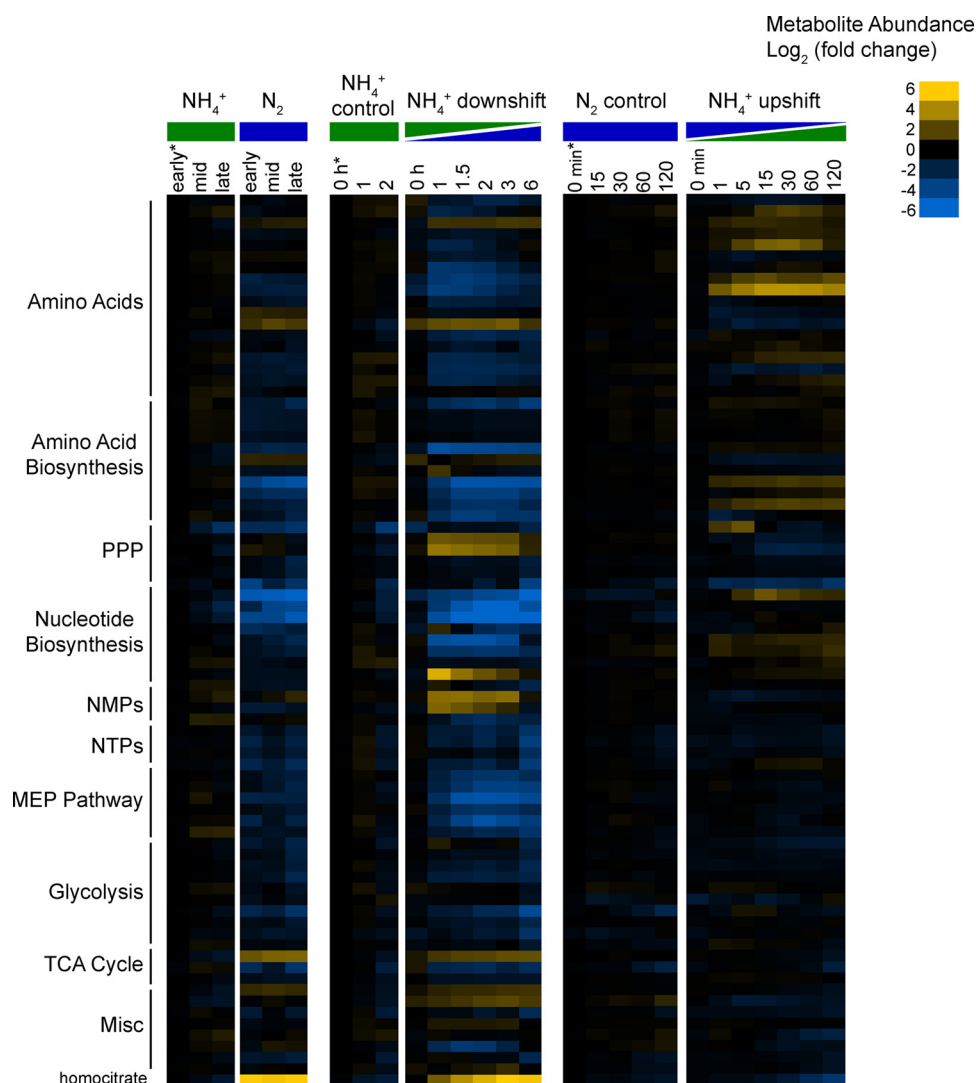 Metabolite Abundance
Log₂ (fold change)
6
4
2
0
-2
-4
-6
NH₄⁺
N₂
NH₄⁺
control
NH₄⁺ downshift
N₂ control
NH₄⁺ upshift
early* mid late
early mid late
0 h* 1 2
0 h 1 1.5 2 3 6
0 min* 15 30 60 120
0 min 1 5 15 30 60 120
Amino Acids
Amino Acid
Biosynthesis
PPP
Nucleotide
Biosynthesis
NMPs
NTPs
MEP Pathway
Glycolysis
TCA Cycle
Misc
homocitrate